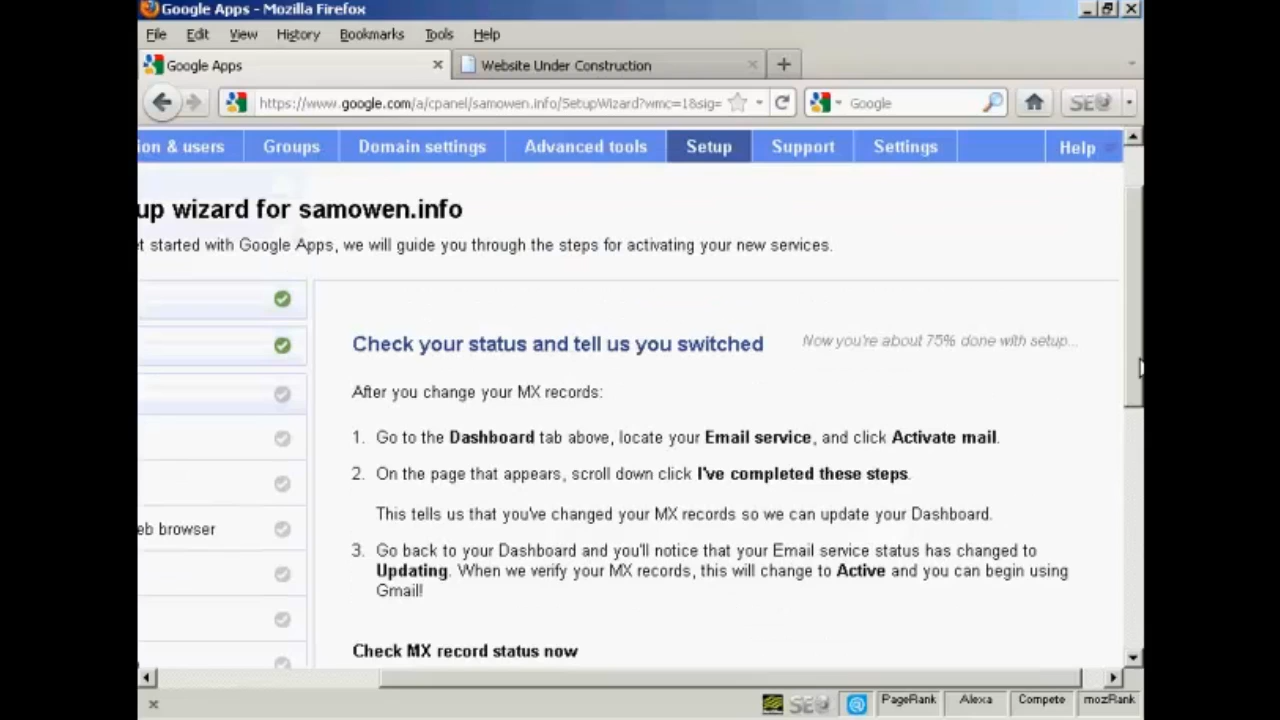 Google Apps - Mozilla Firefox
File Edit View History Bookmarks Tools Help
Google Apps Website Under Construction
https://www.google.com/a/cpanel/samowen.info/SetupWizard?wmc=1&sig= Google SEO
ion & users Groups Domain settings Advanced tools Setup Support Settings Help
up wizard for samowen.info
et started with Google Apps, we will guide you through the steps for activating your new services.
Check your status and tell us you switched Now you're about 75% done with setup...
After you change your MX records:
1. Go to the Dashboard tab above, locate your Email service, and click Activate mail.
2. On the page that appears, scroll down click I've completed these steps.
This tells us that you've changed your MX records so we can update your Dashboard.
eb browser
3. Go back to your Dashboard and you'll notice that your Email service status has changed to
Updating. When we verify your MX records, this will change to Active and you can begin using
Gmail!
Check MX record status now
SEO PageRank Alexa Compete mozRank